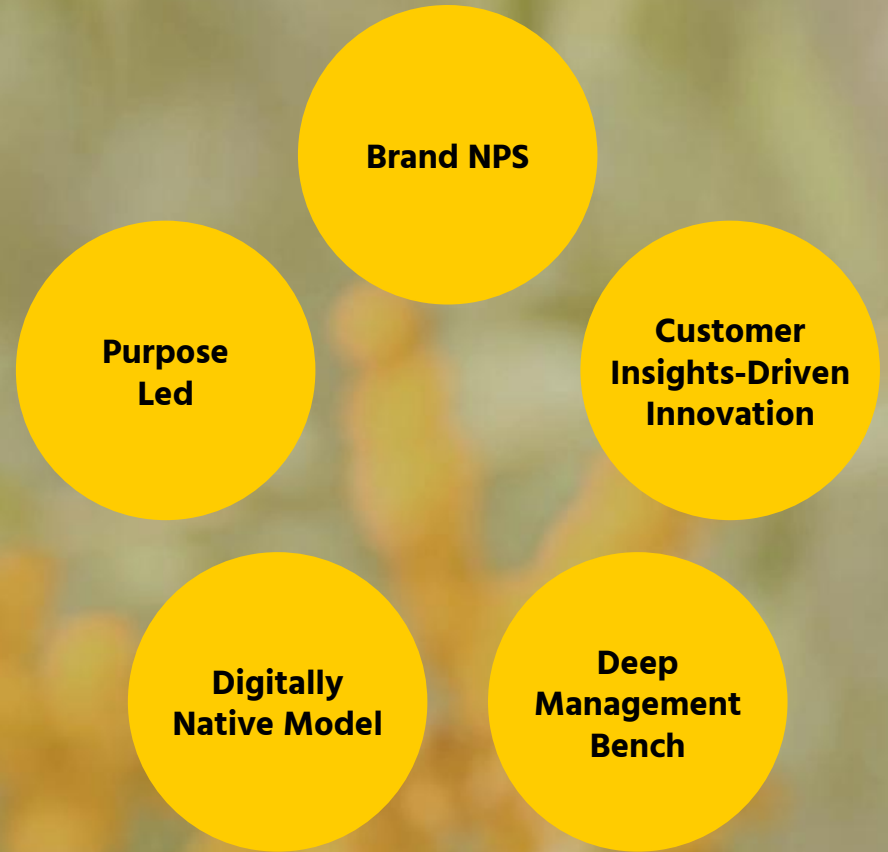 Brand NPS
Purpose
Led
Customer
Insights-Driven
Innovation
Digitally
Native Model
Deep
Management
Bench